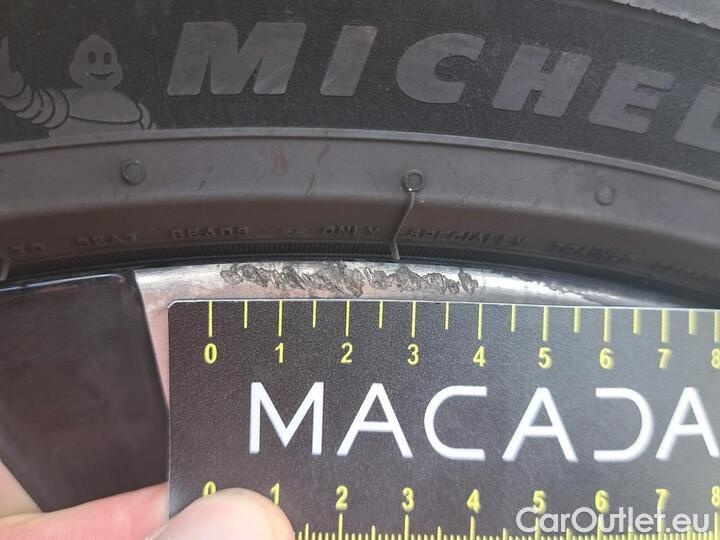 MICHEL
TO SEAT BEADS ONLY SPECIALLY
0 1 2 3 4 5 6 7 8
MACADA
0 1 2 3 4 5 6 7 8
CarOutlet.eu